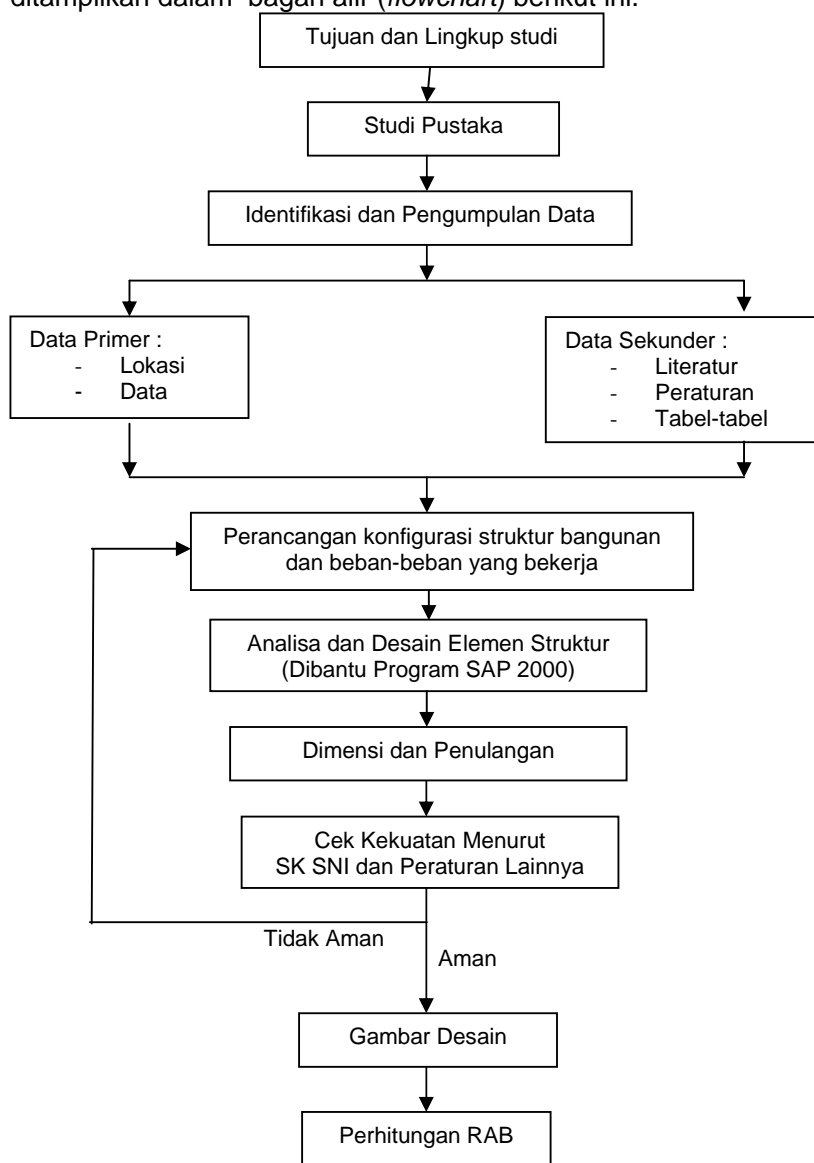 ditampilkan dalam bagan alir (flowchart) berikut ini.
Tujuan dan Lingkup studi
Studi Pustaka
Identifikasi dan Pengumpulan Data
Data Primer :
- Lokasi
- Data
Data Sekunder :
- Literatur
- Peraturan
- Tabel-tabel
Perancangan konfigurasi struktur bangunan
dan beban-beban yang bekerja
Analisa dan Desain Elemen Struktur
(Dibantu Program SAP 2000)
Dimensi dan Penulangan
Cek Kekuatan Menurut
SK SNI dan Peraturan Lainnya
Tidak Aman
Aman
Gambar Desain
Perhitungan RAB